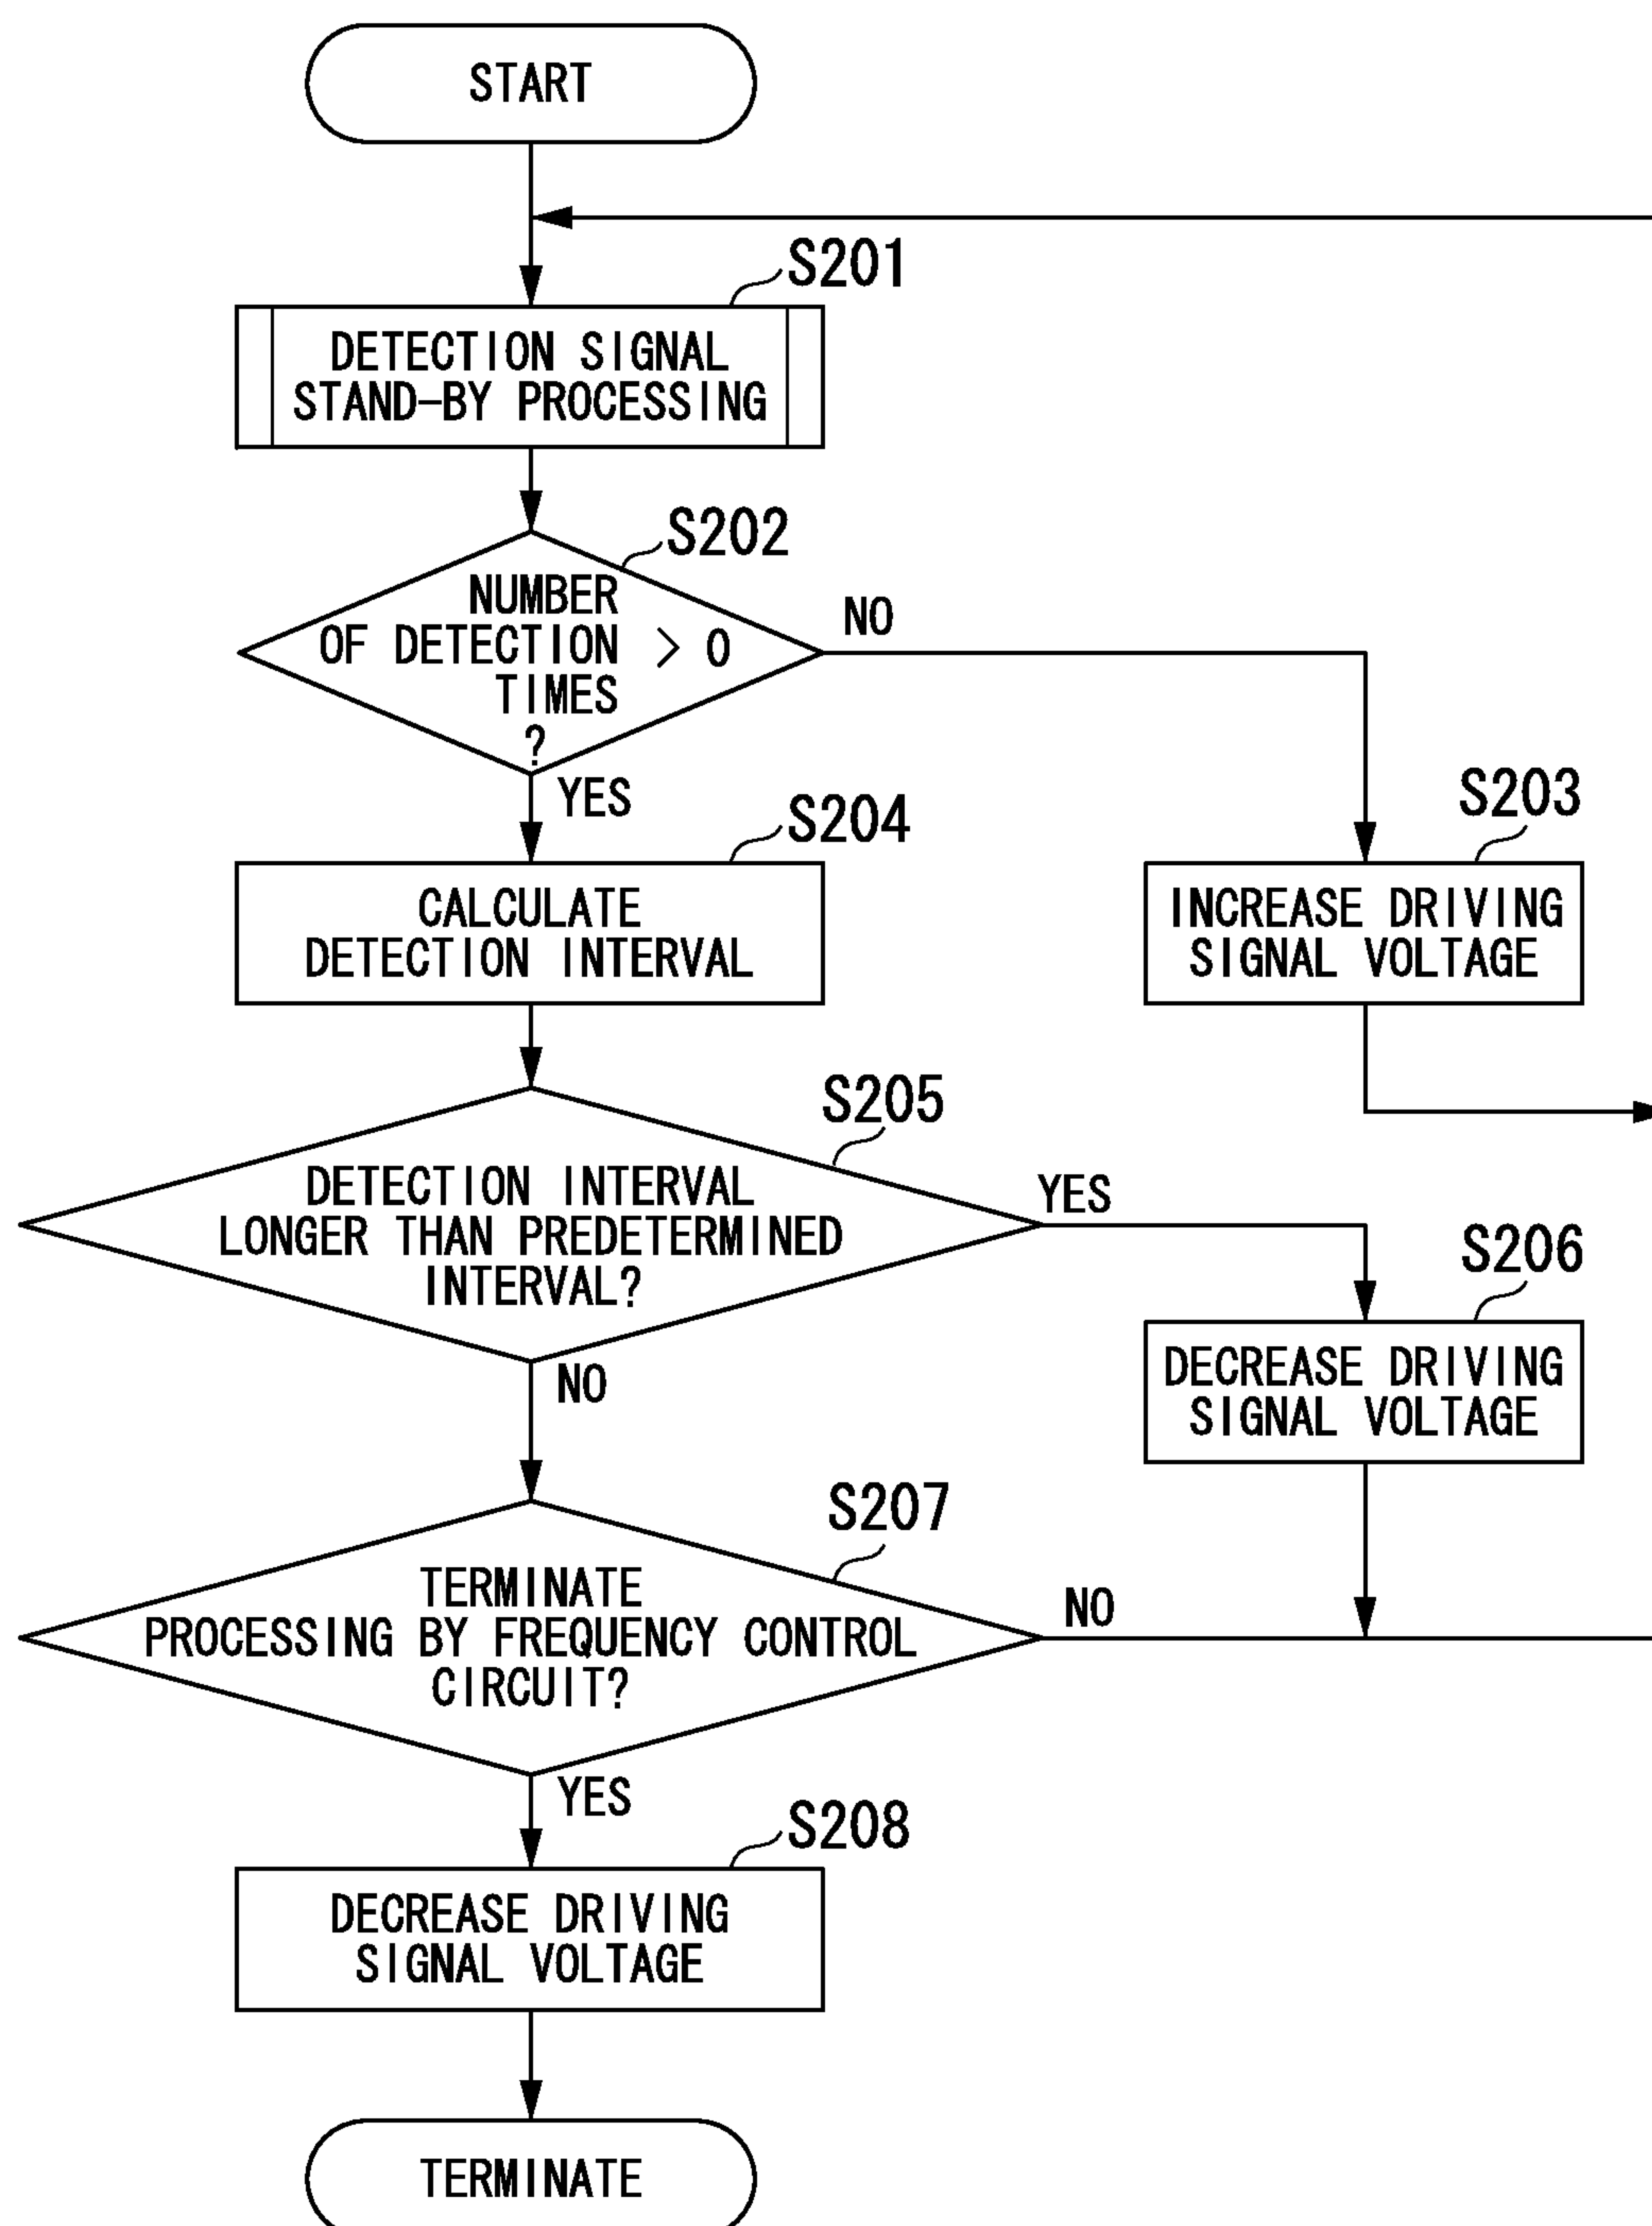 START
S201
DETECTION SIGNAL
STAND-BY PROCESSING
S202
NUMBER
OF DETECTION > 0
TIMES
?
NO
YES
S203
INCREASE DRIVING
SIGNAL VOLTAGE
S204
CALCULATE
DETECTION INTERVAL
S205
DETECTION INTERVAL
LONGER THAN PREDETERMINED
INTERVAL?
YES
NO
S206
DECREASE DRIVING
SIGNAL VOLTAGE
S207
TERMINATE
PROCESSING BY FREQUENCY CONTROL
CIRCUIT?
NO
YES
S208
DECREASE DRIVING
SIGNAL VOLTAGE
TERMINATE